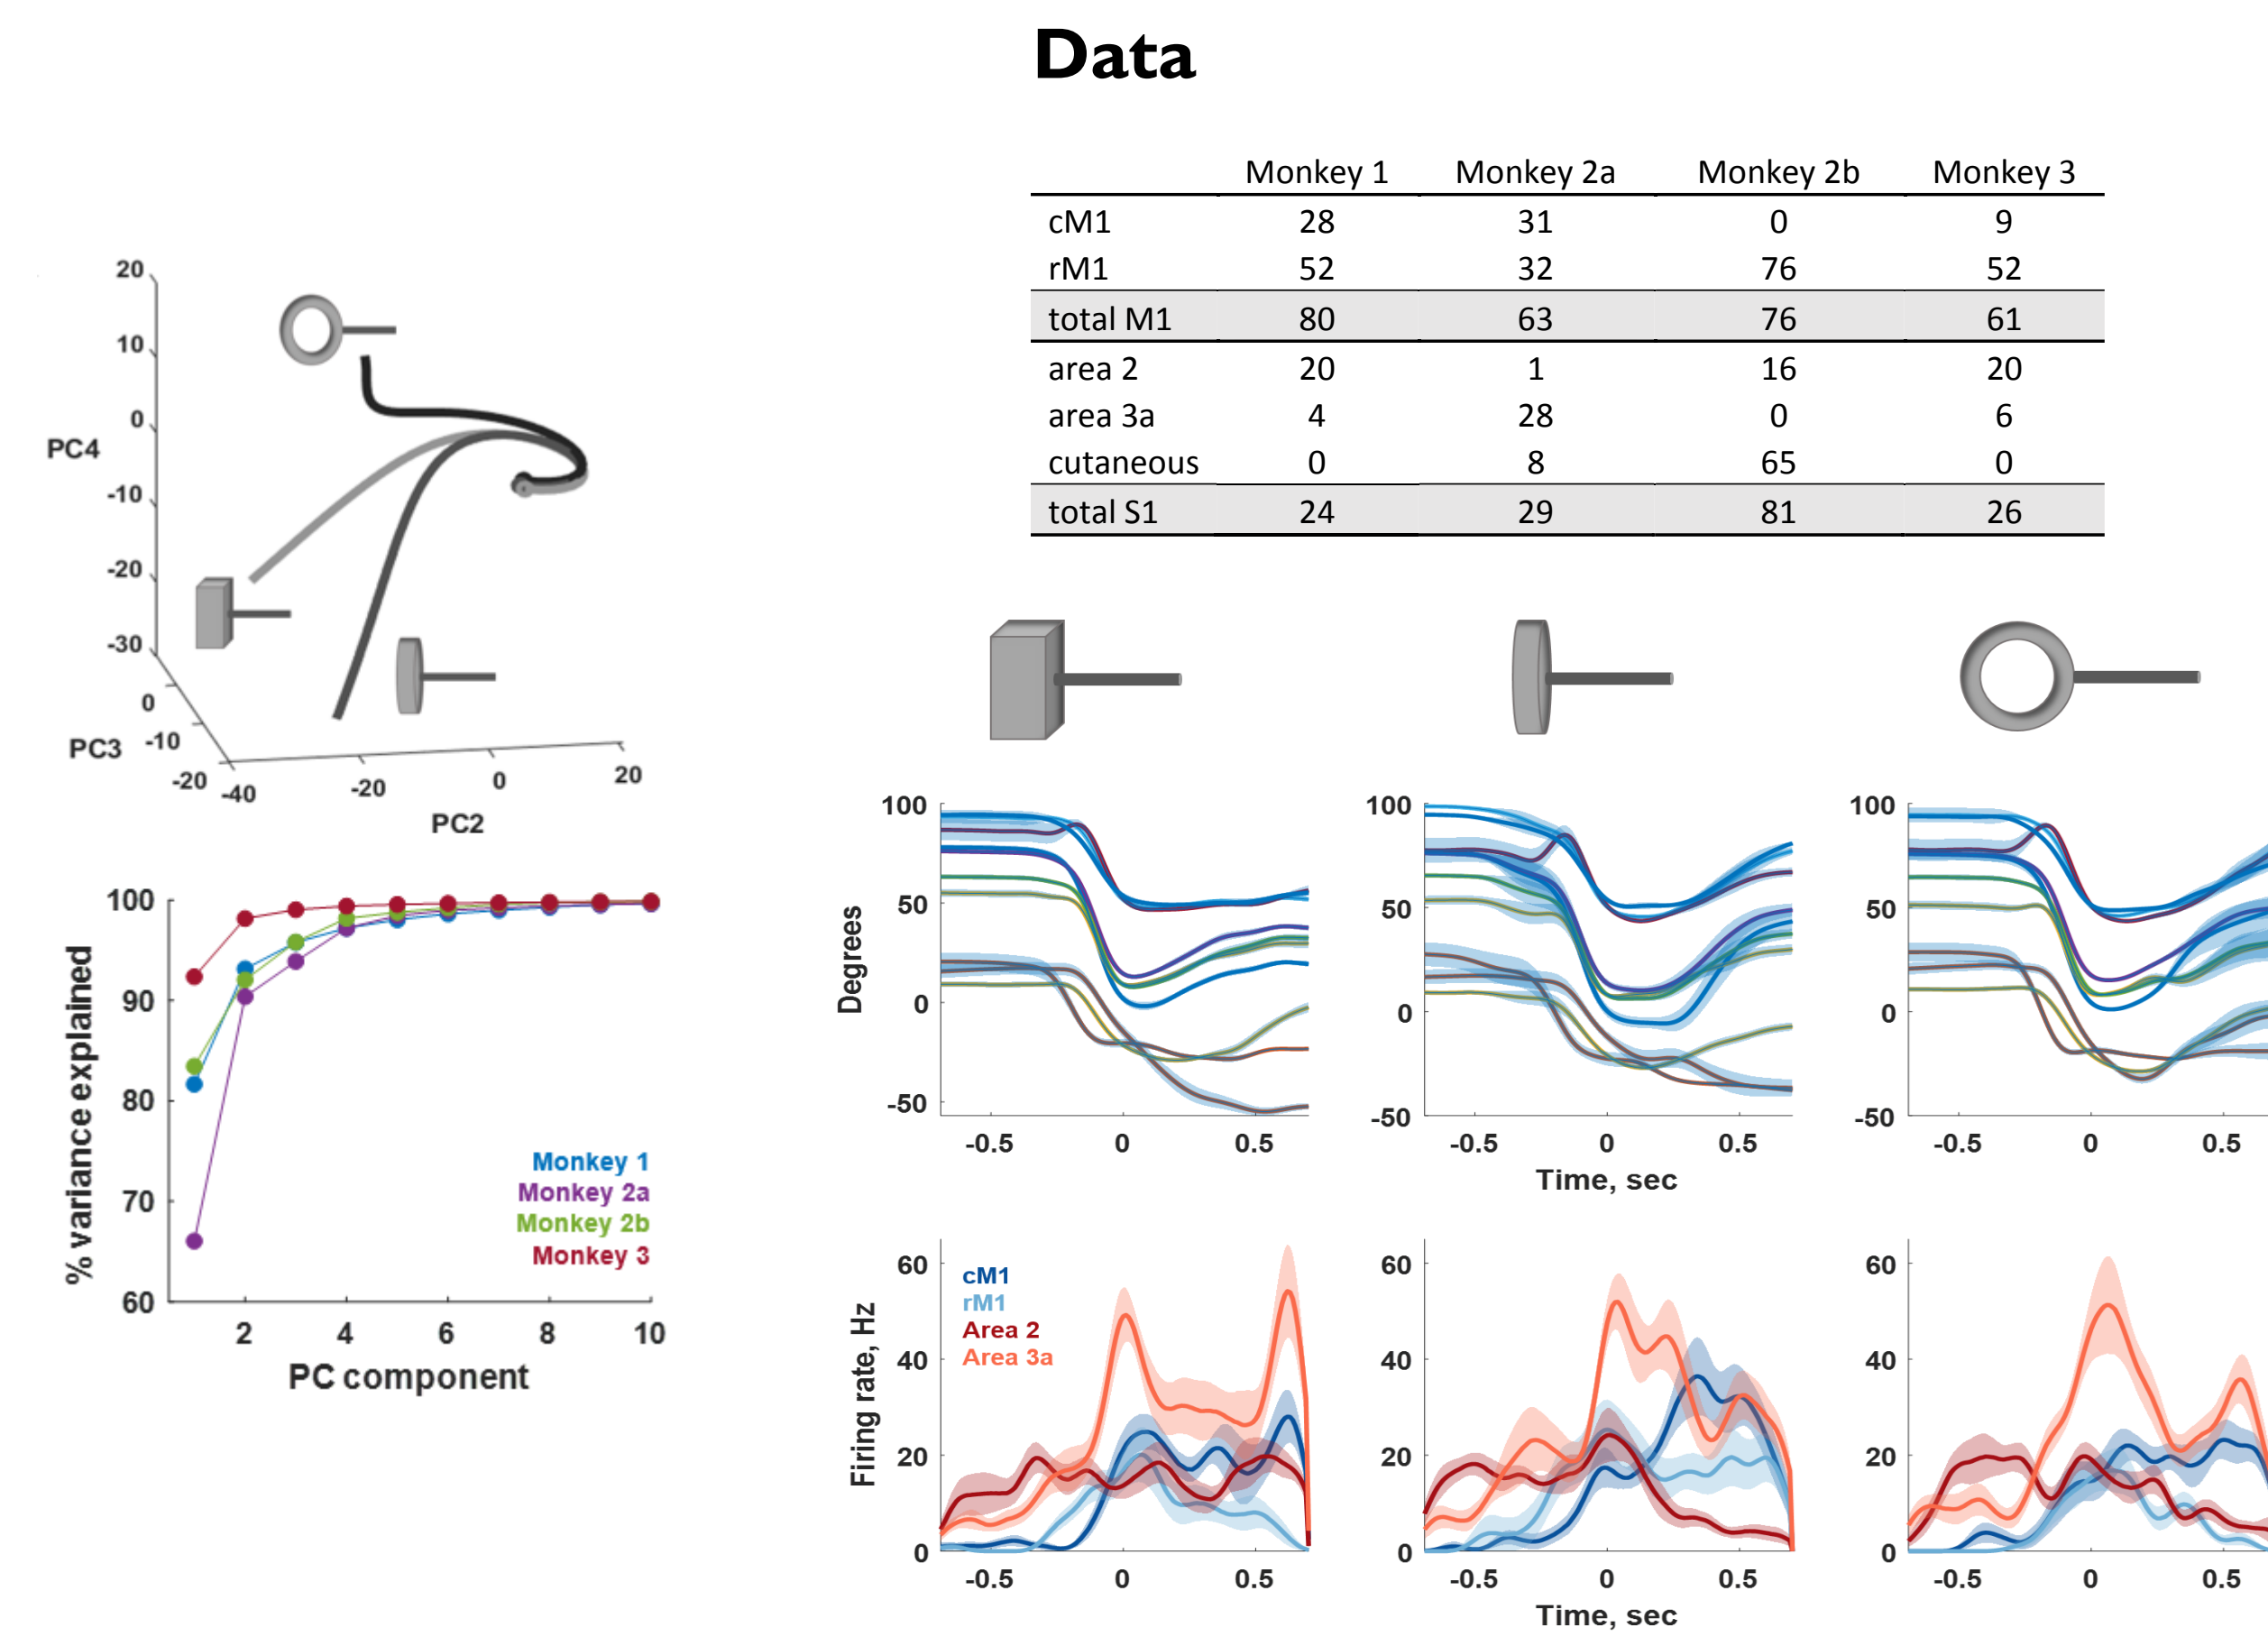 Data
Monkey 1 Monkey 2a Monkey 2b Monkey 3
cM1 28 31 0 9
rM1 52 32 76 52
total M1 80 63 76 61
area 2 20 1 16 20
area 3a 4 28 0 6
cutaneous 0 8 65 0
total S1 24 29 81 26
20
10
0
-10
-20
-30
PC4
0
-10
-20
PC3
-40
-20
0
20
PC2
100
90
80
70
60
% variance explained
Monkey 1
Monkey 2a
Monkey 2b
Monkey 3
2 4 6 8 10
PC component
100
50
0
-50
Degrees
-0.5 0 0.5
100
50
0
-50
-0.5 0 0.5
Time, sec
100
50
0
-50
-0.5 0 0.5
60
40
20
0
Firing rate, Hz
cM1
rM1
Area 2
Area 3a
-0.5 0 0.5
60
40
20
0
-0.5 0 0.5
Time, sec
60
40
20
0
-0.5 0 0.5